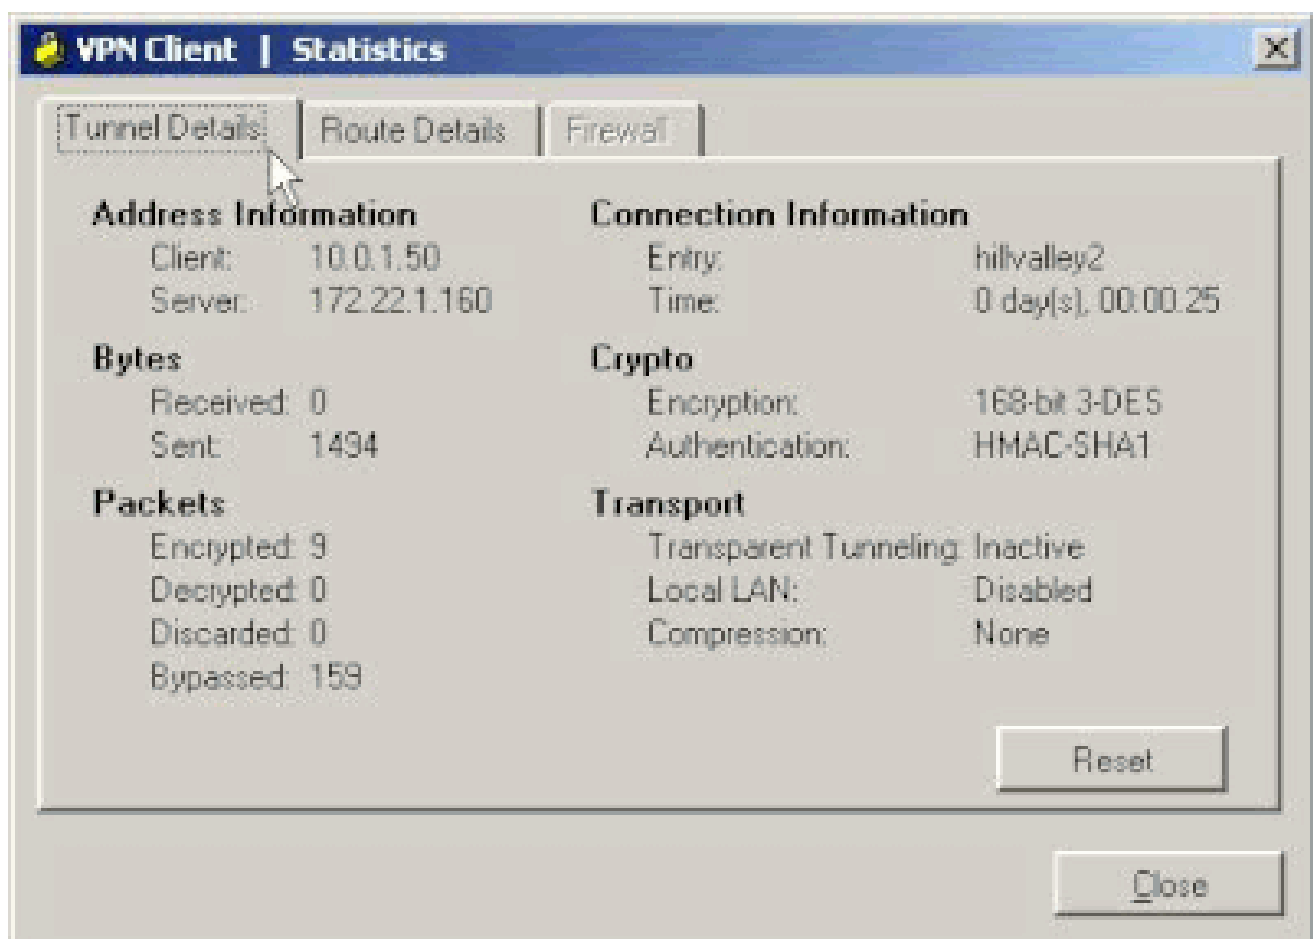 VPN Client | Statistics
Tunnel Details
Route Details
Firewall
Address Information
Client: 10.0.1.50
Server: 172.22.1.160
Bytes
Received: 0
Sent: 1494
Packets
Encrypted: 9
Decrypted: 0
Discarded: 0
Bypassed: 159
Connection Information
Entry: hillvalley2
Time: 0 day(s), 00:00.25
Crypto
Encryption: 168-bit 3-DES
Authentication: HMAC-SHA1
Transport
Transparent Tunneling: Inactive
Local LAN: Disabled
Compression: None
Reset
Close